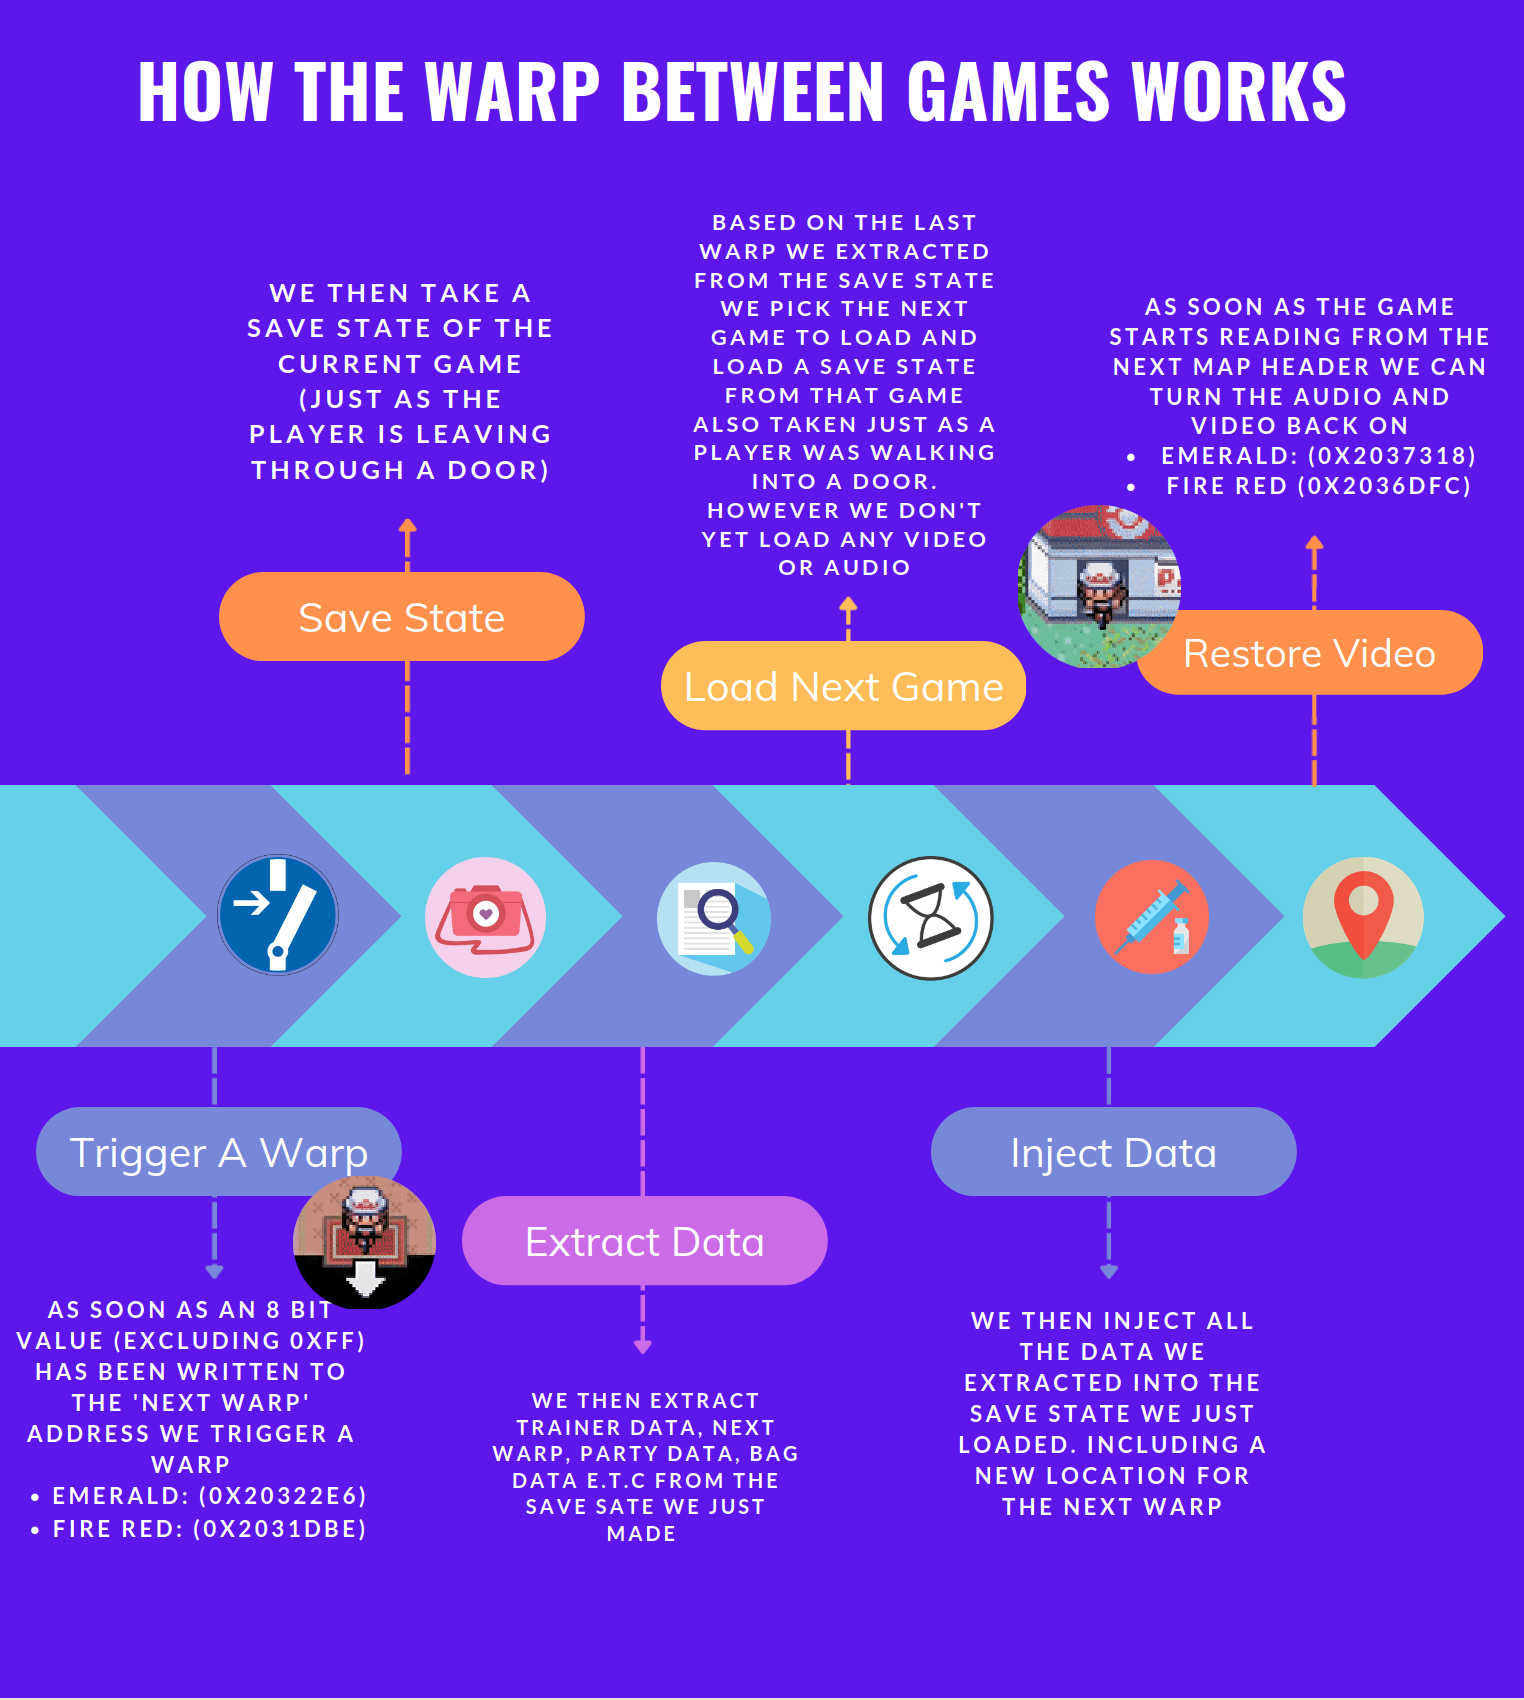 HOW THE WARP BETWEEN GAMES WORKS
WE THEN TAKE A
SAVE STATE OF THE
CURRENT GAME
(JUST AS THE
PLAYER IS LEAVING
THROUGH A DOOR)
Save State
BASED ON THE LAST
WARP WE EXTRACTED
FROM THE SAVE STATE
WE PICK THE NEXT
GAME TO LOAD AND
LOAD A SAVE STATE
FROM THAT GAME
ALSO TAKEN JUST AS A
PLAYER WAS WALKING
INTO A DOOR.
HOWEVER WE DON'T
YET LOAD ANY VIDEO
OR AUDIO
Load Next Game
AS SOON AS THE GAME
STARTS READING FROM THE
NEXT MAP HEADER WE CAN
TURN THE AUDIO AND
VIDEO BACK ON
• EMERALD: (0X2037318)
• FIRE RED (0X2036DFC)
P.
Restore Video
Trigger A Warp
AS SOON AS AN 8 BIT
VALUE (EXCLUDING 0XFF)
HAS BEEN WRITTEN TO
THE 'NEXT WARP'
ADDRESS WE TRIGGER A
WARP
• EMERALD: (0X20322E6)
• FIRE RED: (0X2031DBE)
Extract Data
WE THEN EXTRACT
TRAINER DATA, NEXT
WARP, PARTY DATA, BAG
DATA E.T.C FROM THE
SAVE SATE WE JUST
MADE
Inject Data
WE THEN INJECT ALL
THE DATA WE
EXTRACTED INTO THE
SAVE STATE WE JUST
LOADED. INCLUDING A
NEW LOCATION FOR
THE NEXT WARP